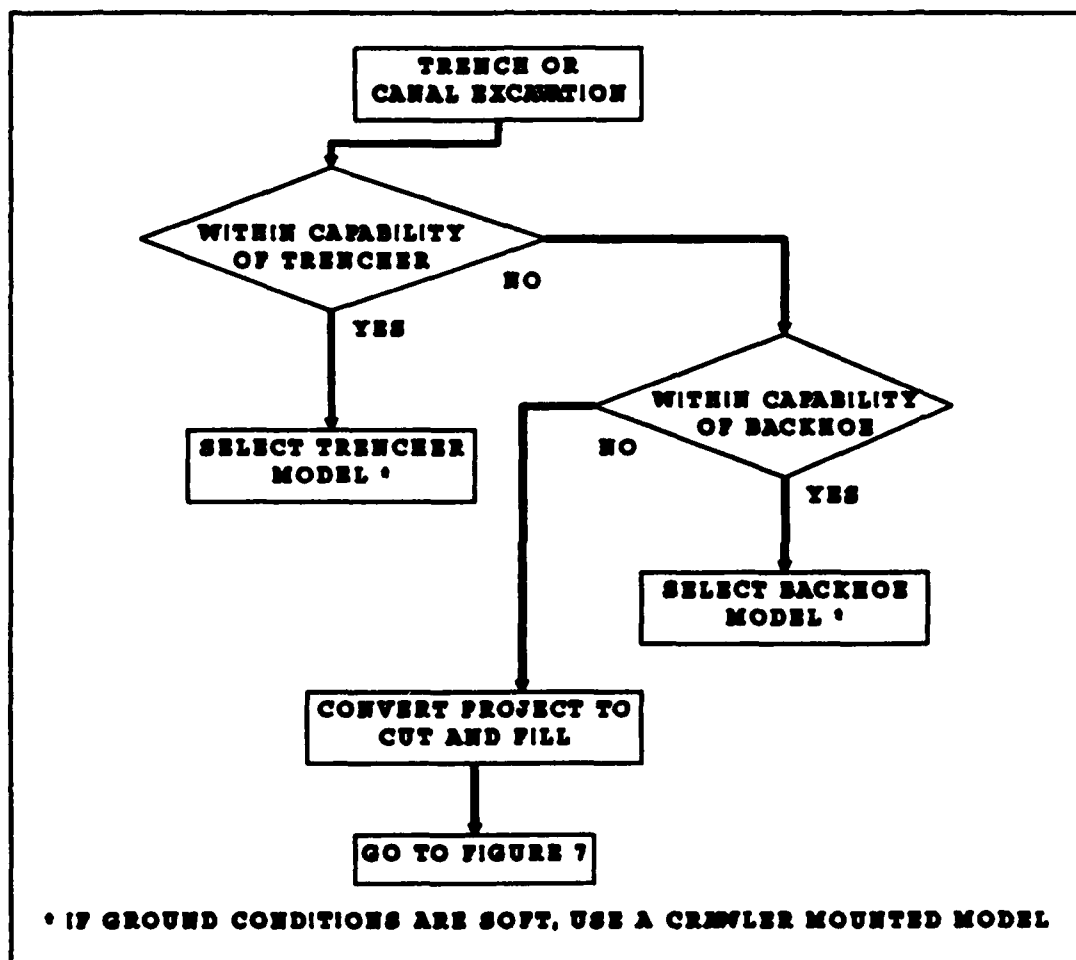 TRENCH OR
CANAL EXCAVATION
WITHIN CAPABILITY
OF TRENCHER
NO
YES
WITHIN CAPABILITY
OF BACKHOE
NO
YES
SELECT TRENCHER
MODEL *
SELECT BACKHOE
MODEL *
CONVERT PROJECT TO
CUT AND FILL
GO TO FIGURE 7
* IF GROUND CONDITIONS ARE SOFT, USE A CRAWLER MOUNTED MODEL